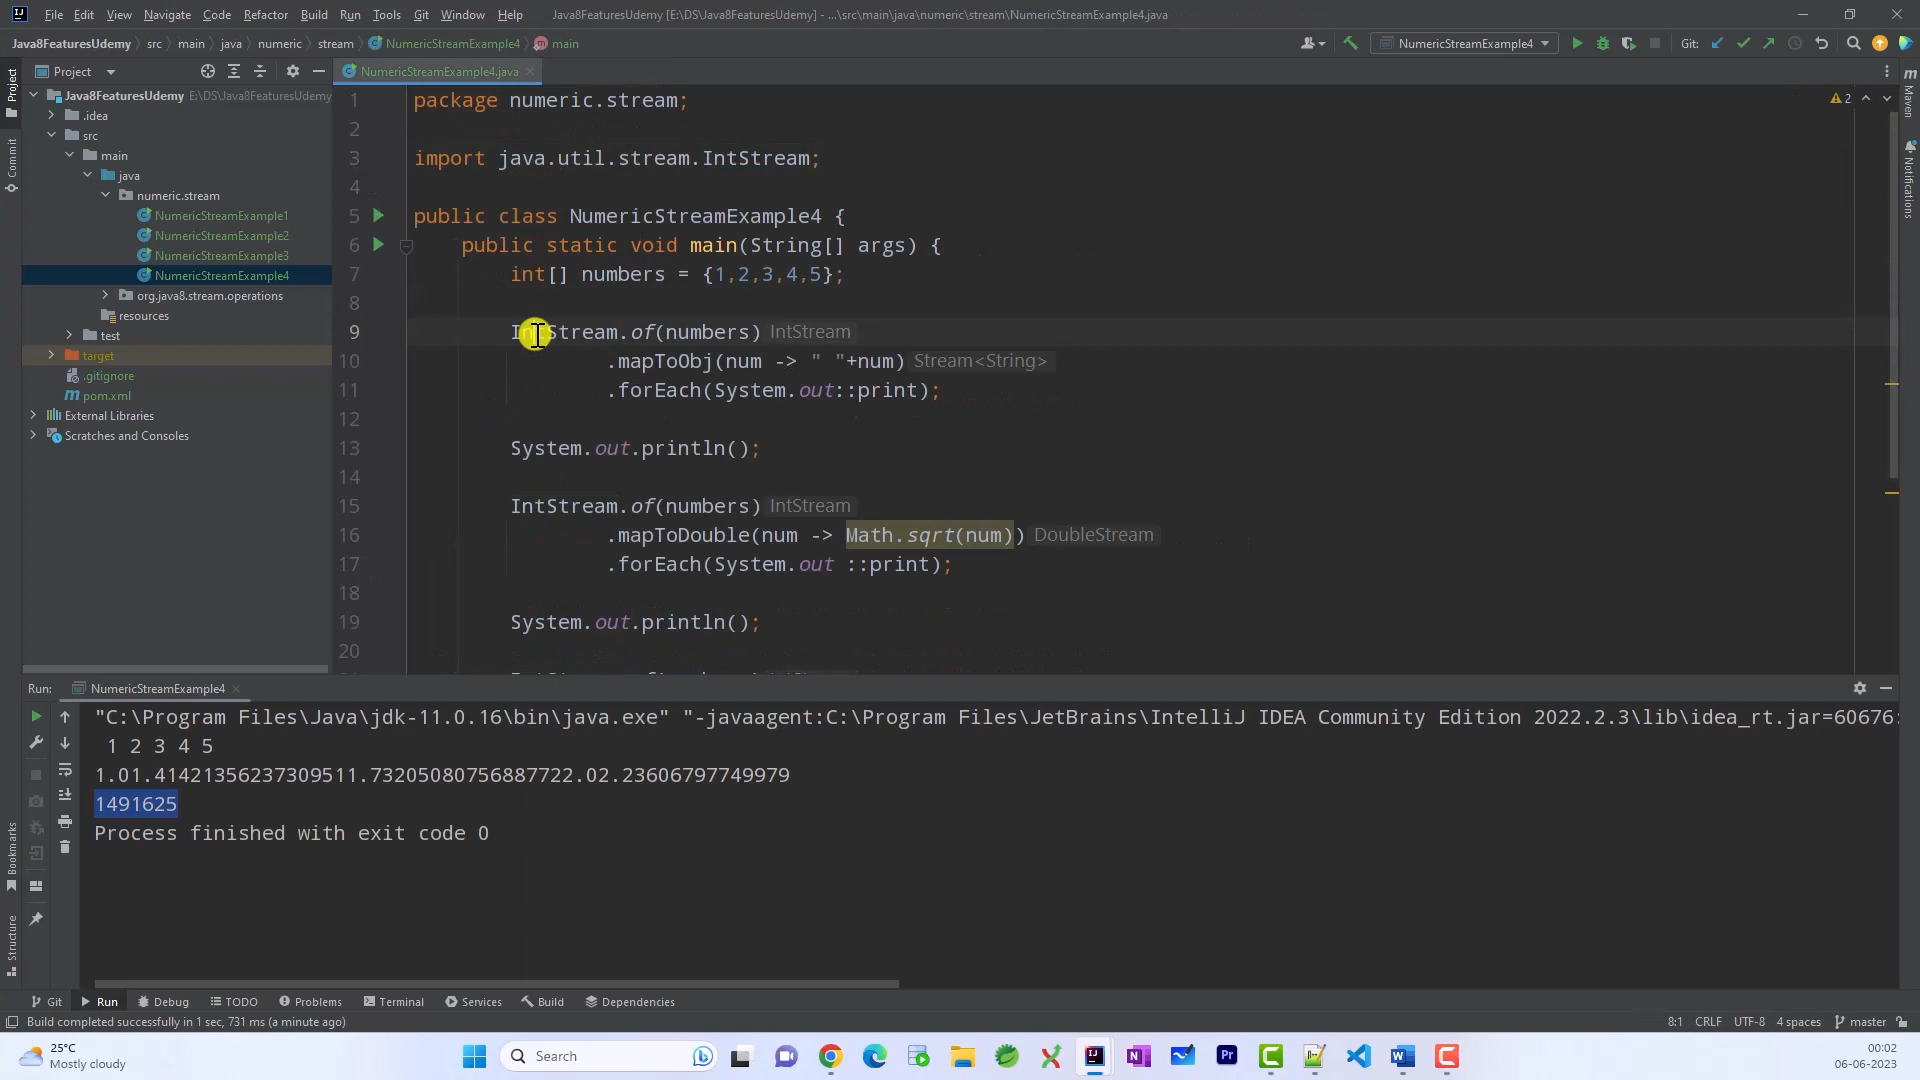 File Edit View Navigate Code Refactor Build Run Tools Git Window Help Java8FeaturesUdemy [E:\DS\Java8FeaturesUdemy] - ...\src\main\java\numeric\stream\NumericStreamExample4.java
Java8FeaturesUdemy src main java numeric stream NumericStreamExample4 main NumericStreamExample4 Git:
Project NumericStreamExample4.java
Project
Commit
Java8FeaturesUdemy E:\DS\Java8FeaturesUdemy
.idea
src
main
java
numeric.stream
NumericStreamExample1
NumericStreamExample2
NumericStreamExample3
NumericStreamExample4
org.java8.stream.operations
resources
test
target
.gitignore
pom.xml
External Libraries
Scratches and Consoles
2
Maven
Notifications
1 package numeric.stream;
2
3 import java.util.stream.IntStream;
4
5 public class NumericStreamExample4 {
6 public static void main(String[] args) {
7 int[] numbers = {1,2,3,4,5};
8
9 IntStream.of(numbers) IntStream
10 .mapToObj(num -> " "+num) Stream<String>
11 .forEach(System.out::print);
12
13 System.out.println();
14
15 IntStream.of(numbers) IntStream
16 .mapToDouble(num -> Math.sqrt(num)) DoubleStream
17 .forEach(System.out ::print);
18
19 System.out.println();
20
Run: NumericStreamExample4
"C:\Program Files\Java\jdk-11.0.16\bin\java.exe" "-javaagent:C:\Program Files\JetBrains\IntelliJ IDEA Community Edition 2022.2.3\lib\idea_rt.jar=60676:
1 2 3 4 5
1.01.41421356237309511.73205080756887722.02.23606797749979
1491625
Process finished with exit code 0
Bookmarks
Structure
Git Run Debug TODO Problems Terminal Services Build Dependencies
Build completed successfully in 1 sec, 731 ms (a minute ago) 8:1 CRLF UTF-8 4 spaces master
25°C
Mostly cloudy
Search
00:02
06-06-2023